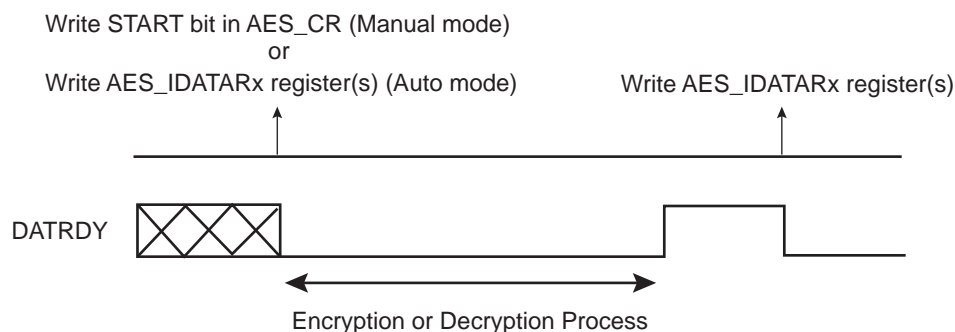 Write START bit in AES_CR (Manual mode)
or
Write AES_IDATARx register(s) (Auto mode)
Write AES_IDATARx register(s)
DATRDY
Encryption or Decryption Process